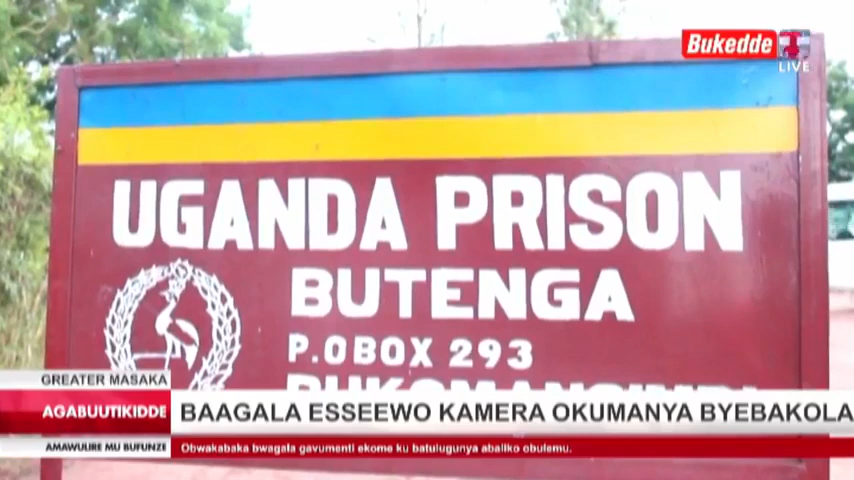 Bukedde
LIVE
UGANDA PRISON
BUTENGA
P.O BOX 293
GREATER MASAKA
AGABUUTIKIDDE
BAAGALA ESSEEWO KAMERA OKUMANYA BYEBAKOLA
AMAWULIRE MU BUFUNZE
Obwakabaka bwagala gavumenti ekome ku batulugunya abaliko obulemu.